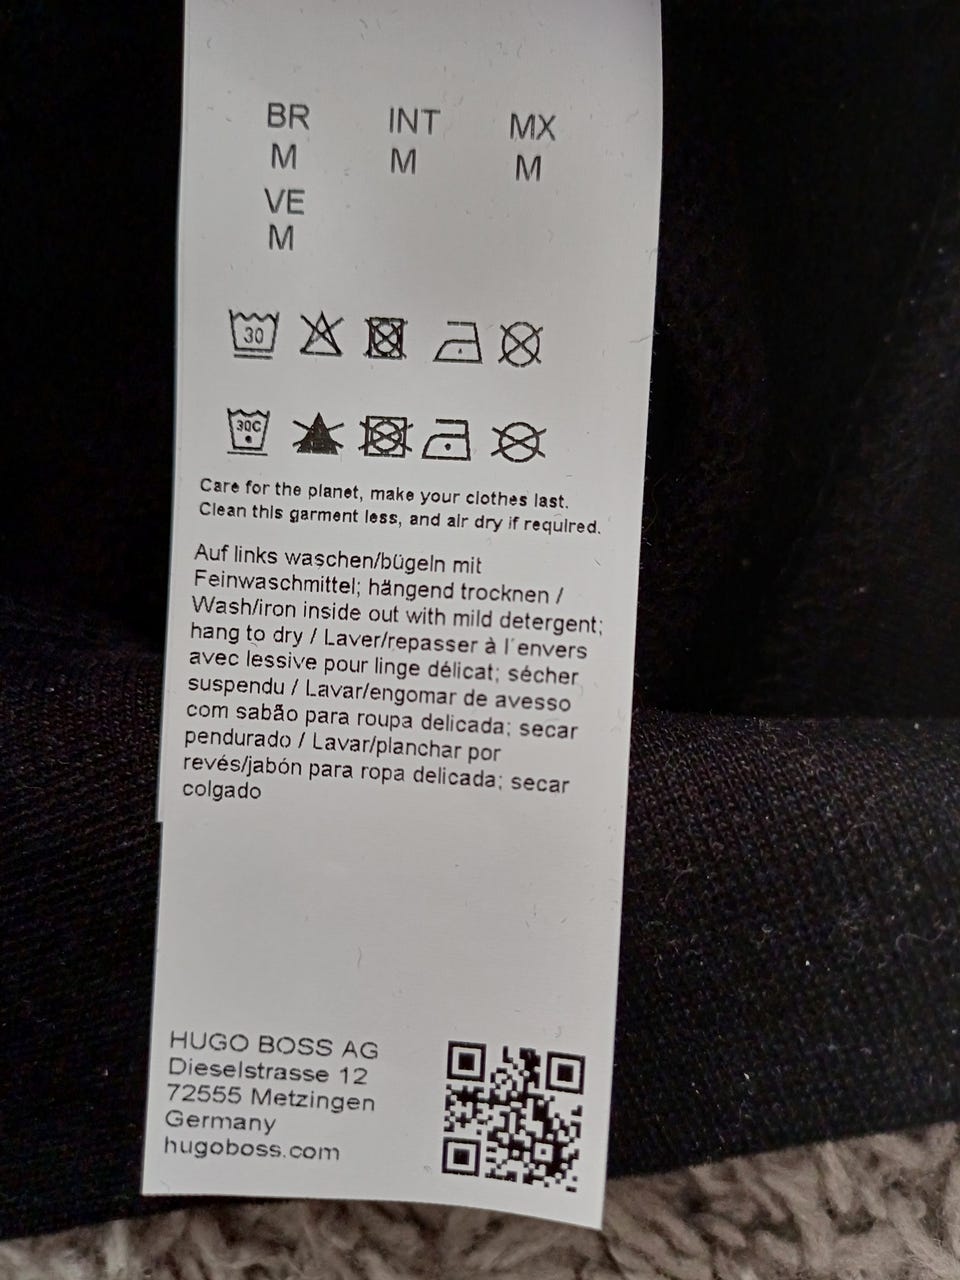 BR INT MX
M M M
VE
M
30
30C
Care for the planet, make your clothes last.
Clean this garment less, and air dry if required.
Auf links waschen/bügeln mit
Feinwaschmittel; hängend trocknen /
Wash/iron inside out with mild detergent;
hang to dry / Laver/repasser à l´envers
avec lessive pour linge délicat; sécher
suspendu / Lavar/engomar de avesso
com sabão para roupa delicada; secar
pendurado / Lavar/planchar por
revés/jabón para ropa delicada; secar
colgado
HUGO BOSS AG
Dieselstrasse 12
72555 Metzingen
Germany
hugoboss.com